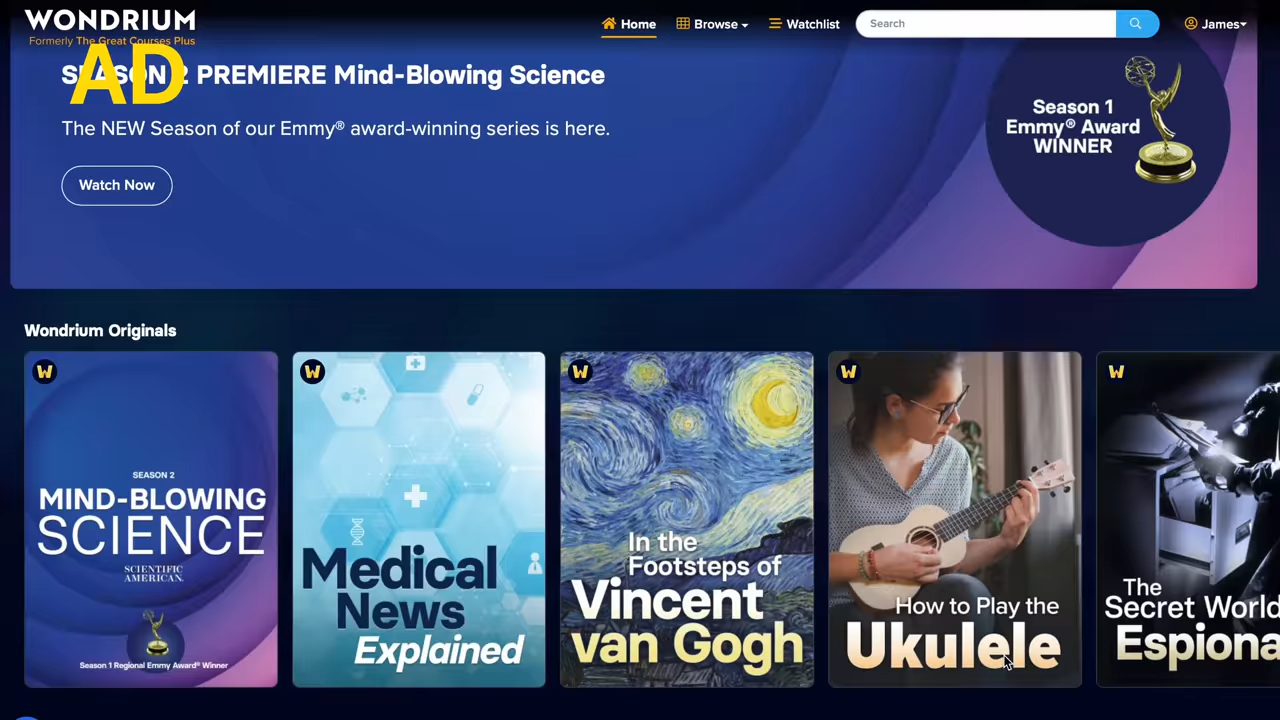 WONDRIUM
Formerly The Great Courses Plus
Home
Browse
Watchlist
Search
James
AD
SEASON 2 PREMIERE Mind-Blowing Science
The NEW Season of our Emmy® award-winning series is here.
Watch Now
Season 1
Emmy® Award
WINNER
Wondrium Originals
W
SEASON 2
MIND-BLOWING
SCIENCE
SCIENTIFIC
AMERICAN.
Season 1 Regional Emmy Award® Winner
W
Medical
News
Explained
W
In the
Footsteps of
Vincent
van Gogh
W
How to Play the
Ukulele
W
The
Secret World
Espiona